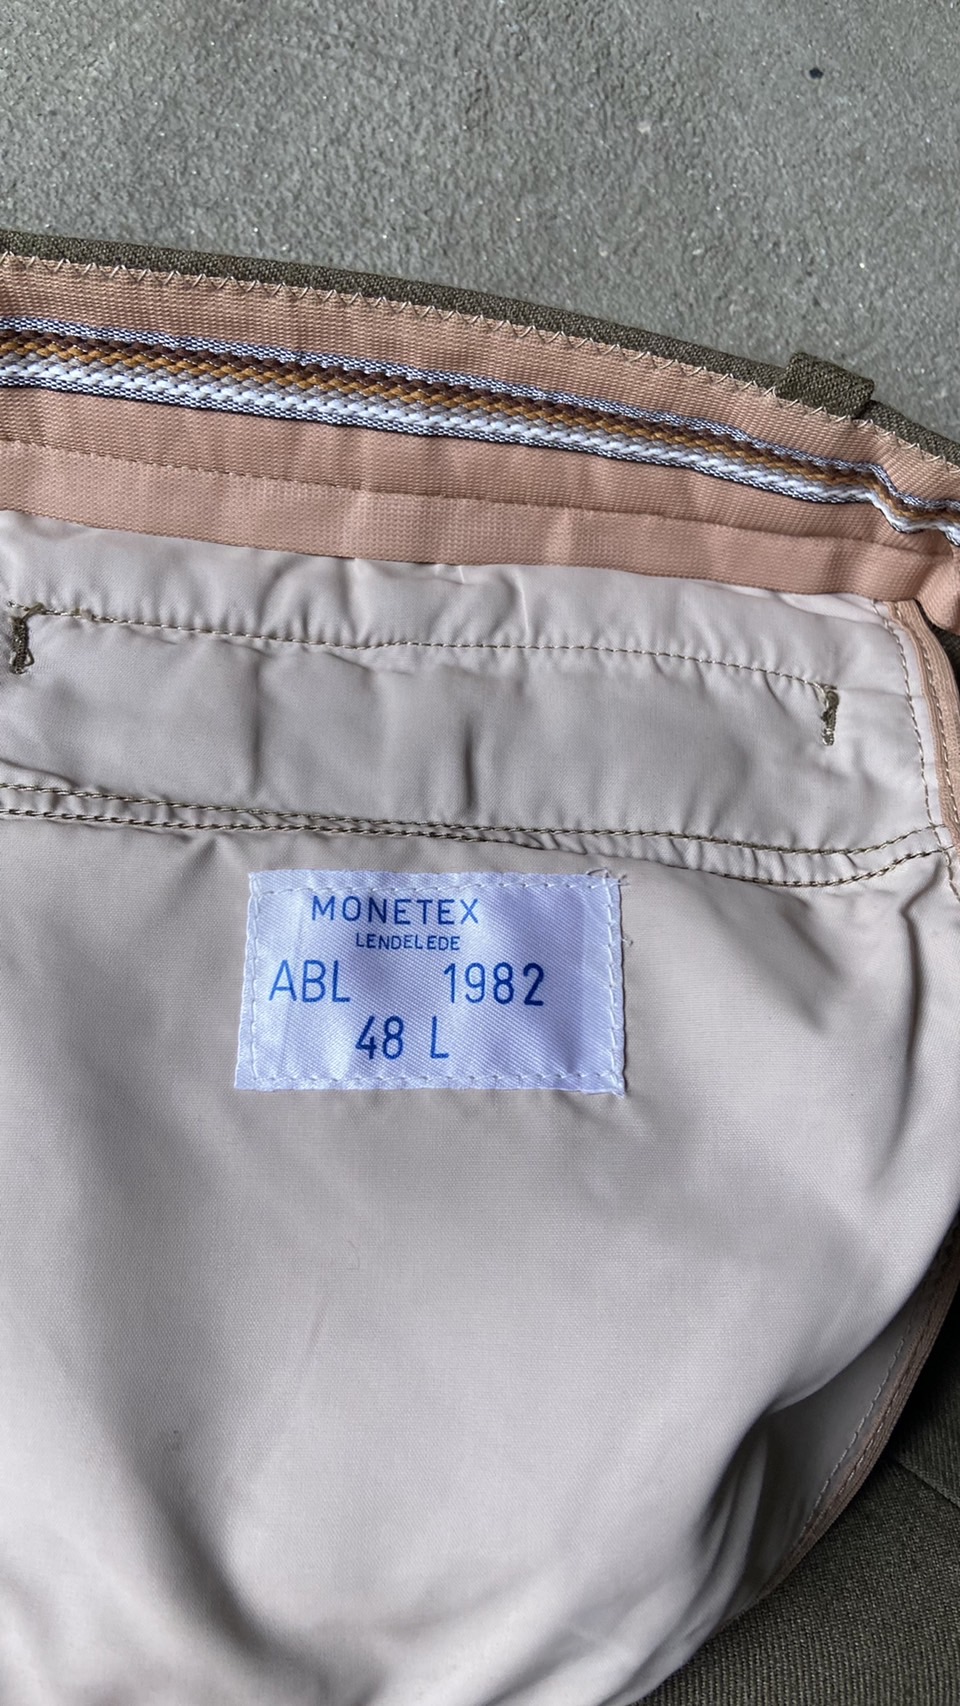 MONETEX
LENDELEDE
ABL 1982
48 L